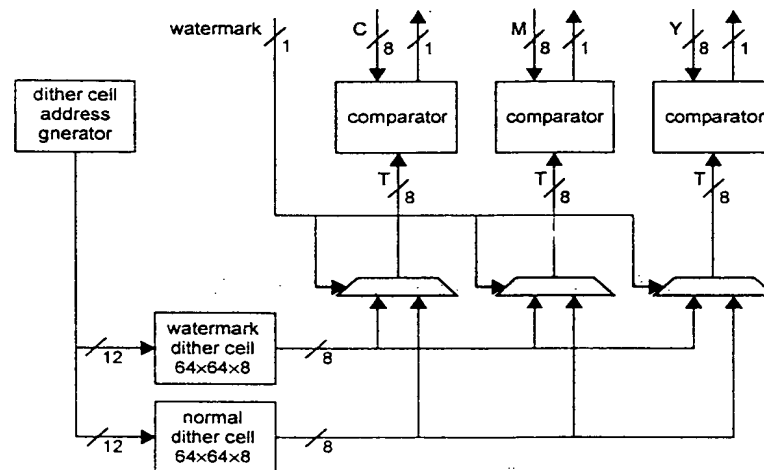 watermark
1
C
8
1
M
8
1
Y
8
1
dither cell
address
gnerator
comparator
comparator
comparator
T
8
T
8
T
8
12
watermark
dither cell
64×64×8
8
12
normal
dither cell
64×64×8
8